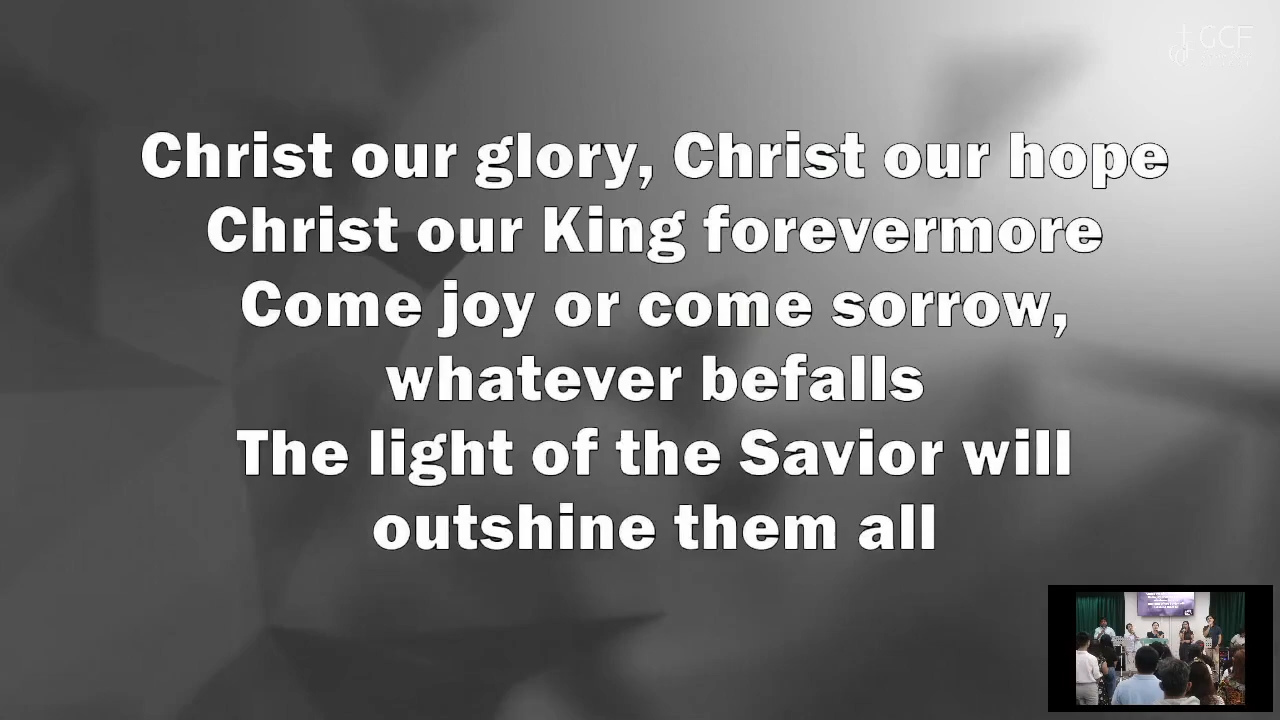 GCF
Christ our glory, Christ our hope
Christ our King forevermore
Come joy or come sorrow,
whatever befalls
The light of the Savior will
outshine them all